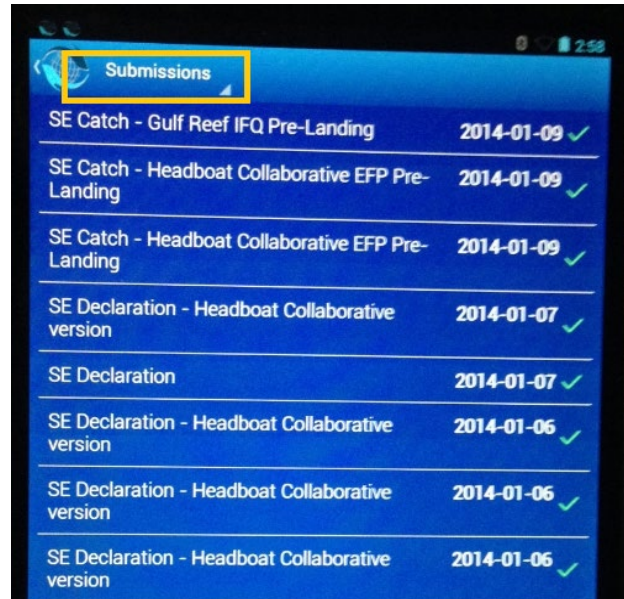 2:58
Submissions
SE Catch - Gulf Reef IFQ Pre-Landing 2014-01-09
SE Catch - Headboat Collaborative EFP Pre- 2014-01-09
Landing
SE Catch - Headboat Collaborative EFP Pre- 2014-01-09
Landing
SE Declaration - Headboat Collaborative 2014-01-07
version
SE Declaration 2014-01-07
SE Declaration - Headboat Collaborative 2014-01-06
version
SE Declaration - Headboat Collaborative 2014-01-06
version
SE Declaration - Headboat Collaborative 2014-01-06
version